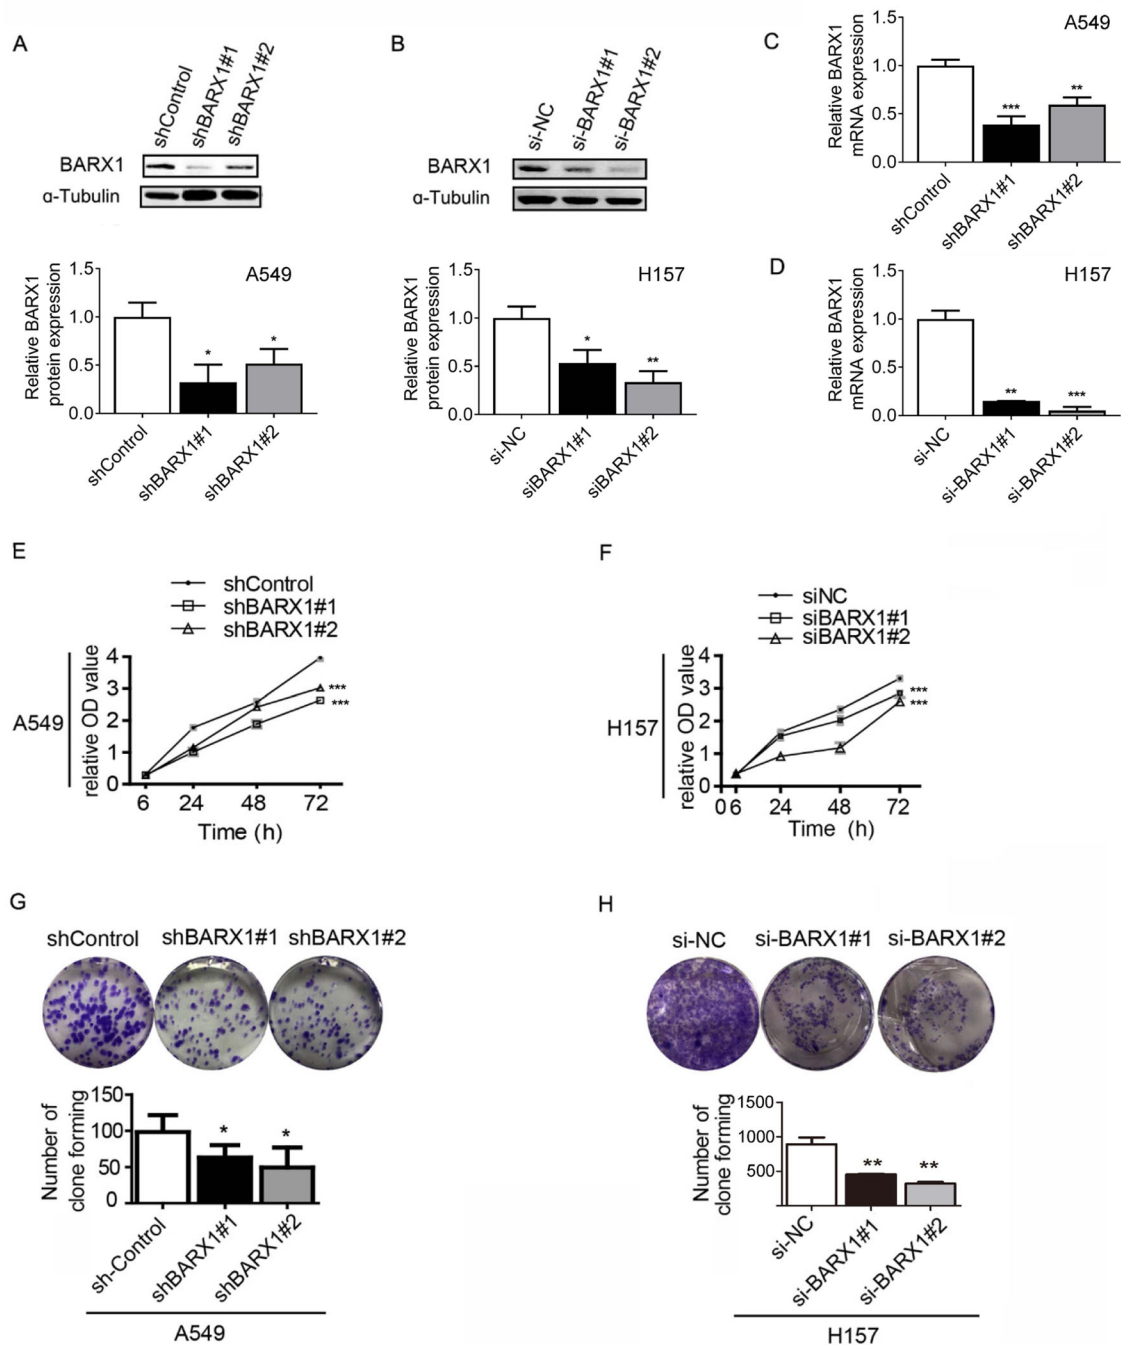 A
shControl
shBARX1#1
shBARX1#2
BARX1
α-Tubulin
Relative BARX1
protein expression
1.5
1.0
0.5
0.0
A549
*
*
shControl
shBARX1#1
shBARX1#2
B
si-NC
si-BARX1#1
si-BARX1#2
BARX1
α-Tubulin
Relative BARX1
protein expression
1.5
1.0
0.5
0.0
H157
*
**
si-NC
siBARX1#1
siBARX1#2
C
Relative BARX1
mRNA expression
1.5
1.0
0.5
0.0
A549
***
**
shControl
shBARX1#1
shBARX1#2
D
Relative BARX1
mRNA expression
1.5
1.0
0.5
0.0
H157
**
***
si-NC
si-BARX1#1
si-BARX1#2
E
shControl
shBARX1#1
shBARX1#2
A549
relative OD value
4
3
2
1
0
***
***
6 24 48 72
Time (h)
F
siNC
siBARX1#1
siBARX1#2
H157
relative OD value
4
3
2
1
0
***
***
0 6 24 48 72
Time (h)
G
shControl shBARX1#1 shBARX1#2
Number of
clone forming
150
100
50
0
*
*
sh-Control
shBARX1#1
shBARX1#2
A549
H
si-NC si-BARX1#1 si-BARX1#2
Number of
clone forming
1500
1000
500
**
**
si-NC
si-BARX1#1
si-BARX1#2
H157